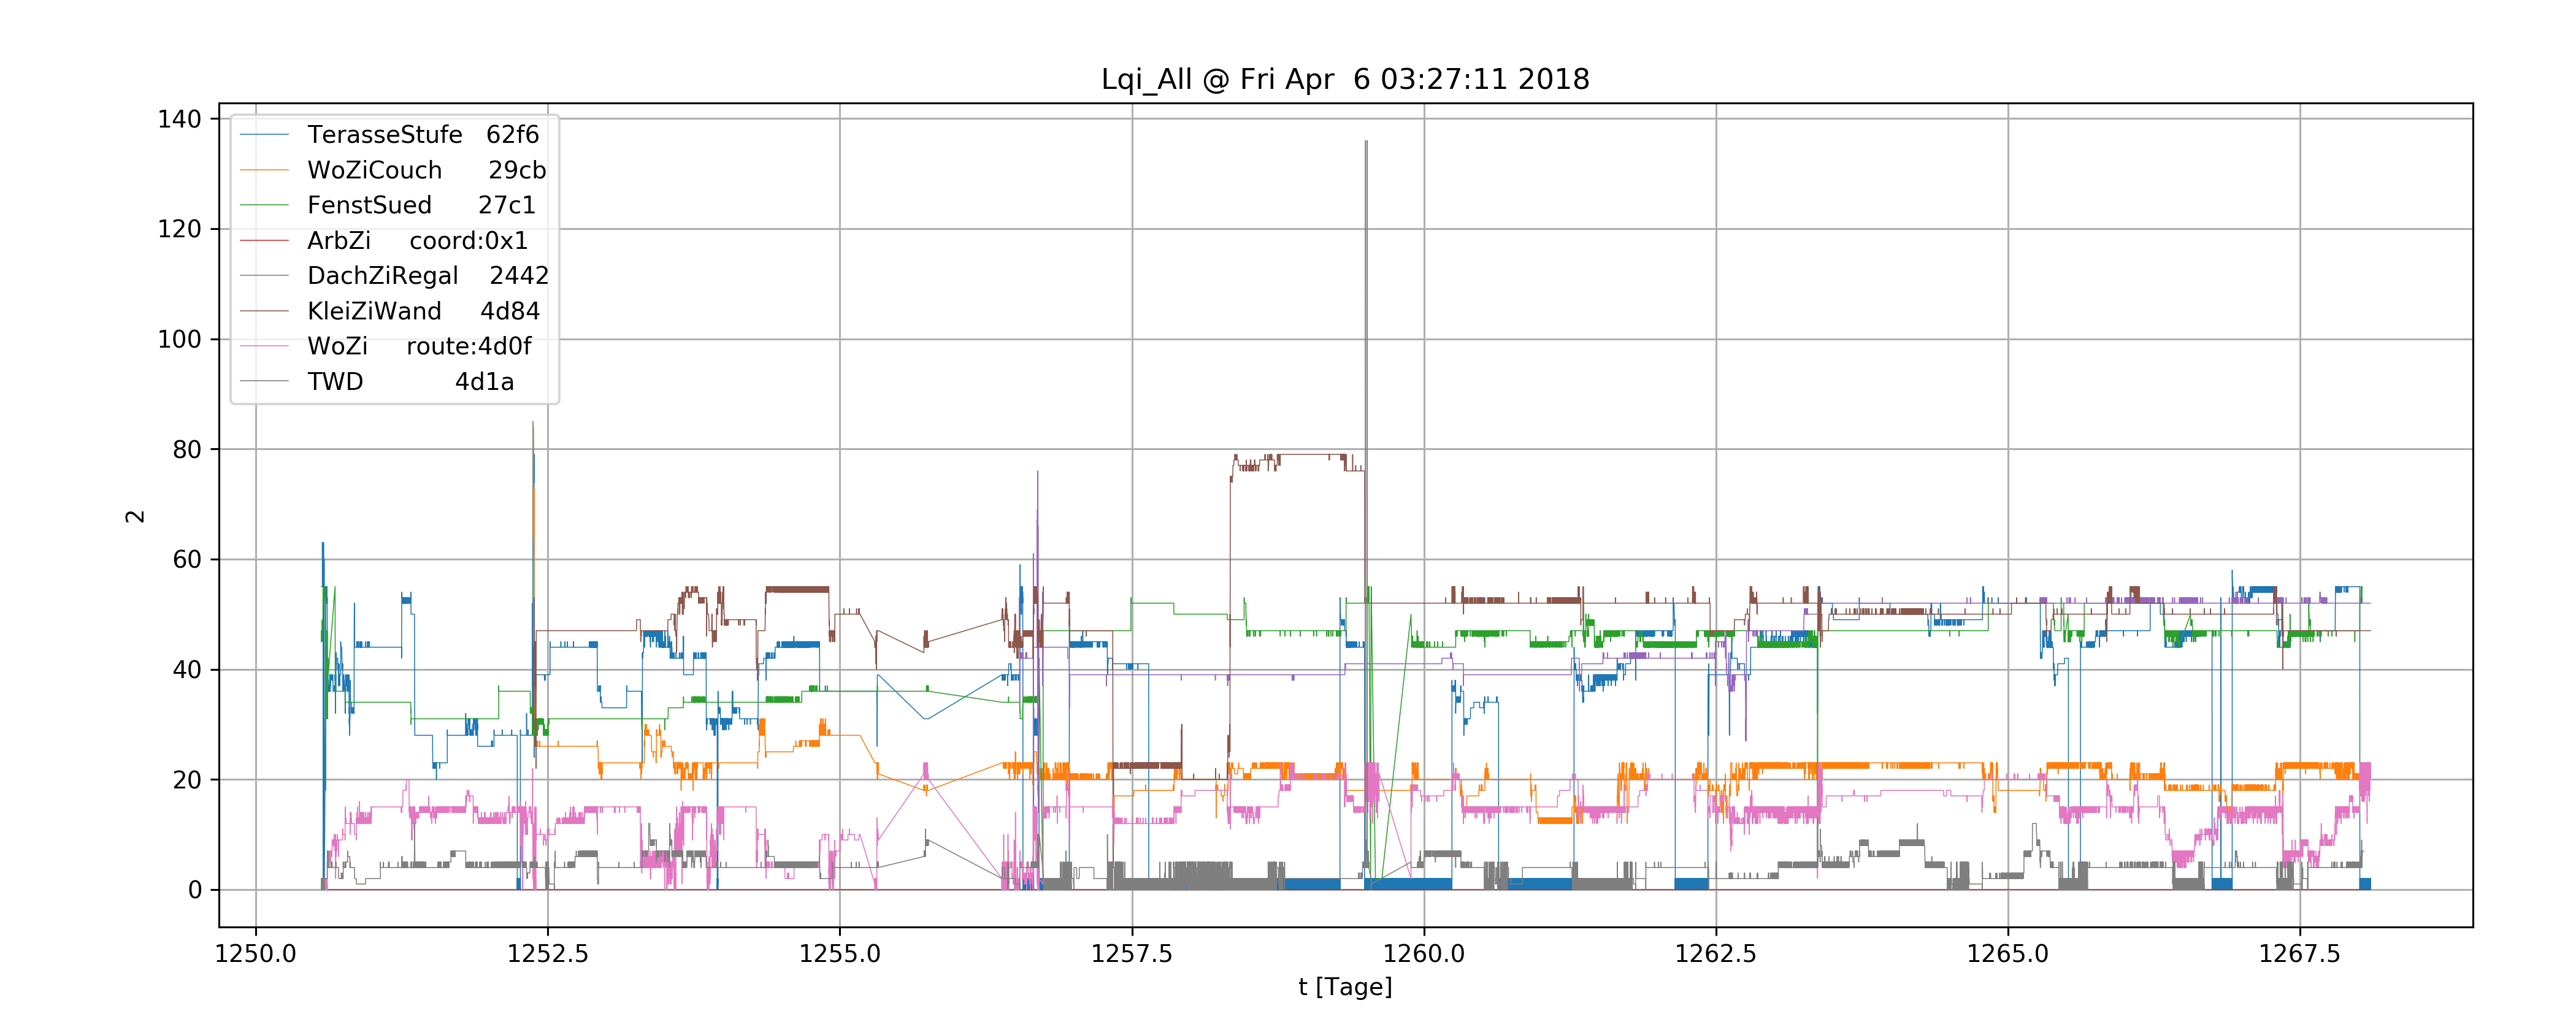 Lqi_All @ Fri Apr  6 03:27:11 2018
140
120
100
80
60
40
20
0
2
TerasseStufe   62f6
WoZiCouch      29cb
FenstSued      27c1
ArbZi     coord:0x1
DachZiRegal    2442
KleiZiWand     4d84
WoZi     route:4d0f
TWD            4d1a
1250.0 1252.5 1255.0 1257.5 1260.0 1262.5 1265.0 1267.5
t [Tage]